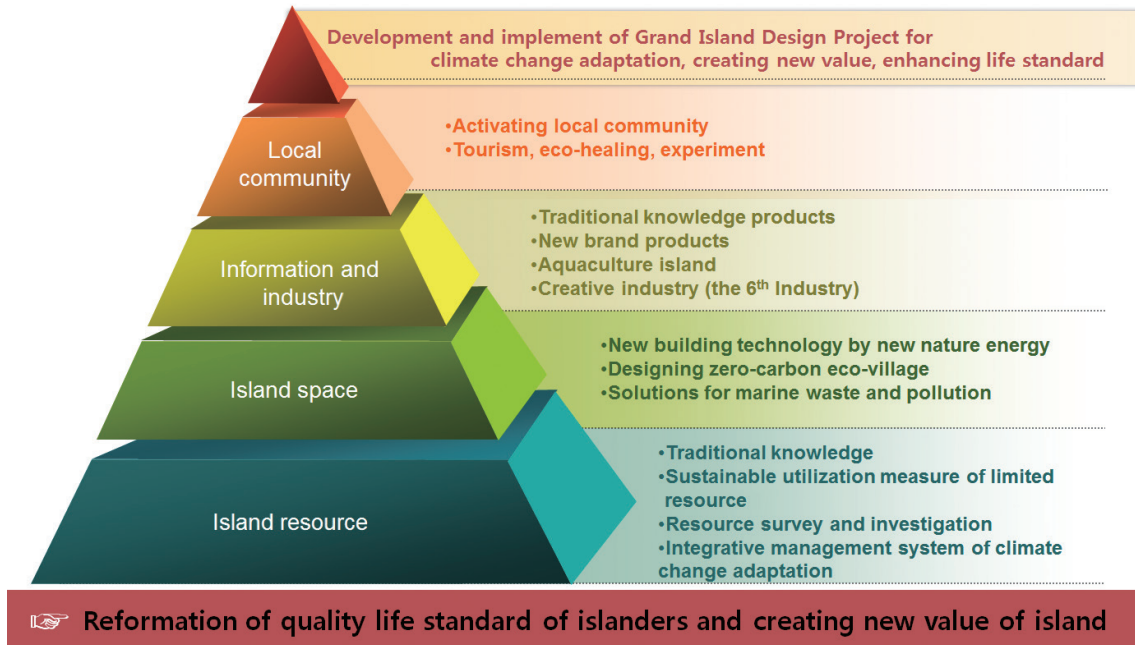 Development and implement of Grand Island Design Project for
climate change adaptation, creating new value, enhancing life standard
Local
community
•Activating local community
•Tourism, eco-healing, experiment
Information and
industry
•Traditional knowledge products
•New brand products
•Aquaculture island
•Creative industry (the 6th Industry)
Island space
•New building technology by new nature energy
•Designing zero-carbon eco-village
•Solutions for marine waste and pollution
Island resource
•Traditional knowledge
•Sustainable utilization measure of limited
resource
•Resource survey and investigation
•Integrative management system of climate
change adaptation
☞ Reformation of quality life standard of islanders and creating new value of island